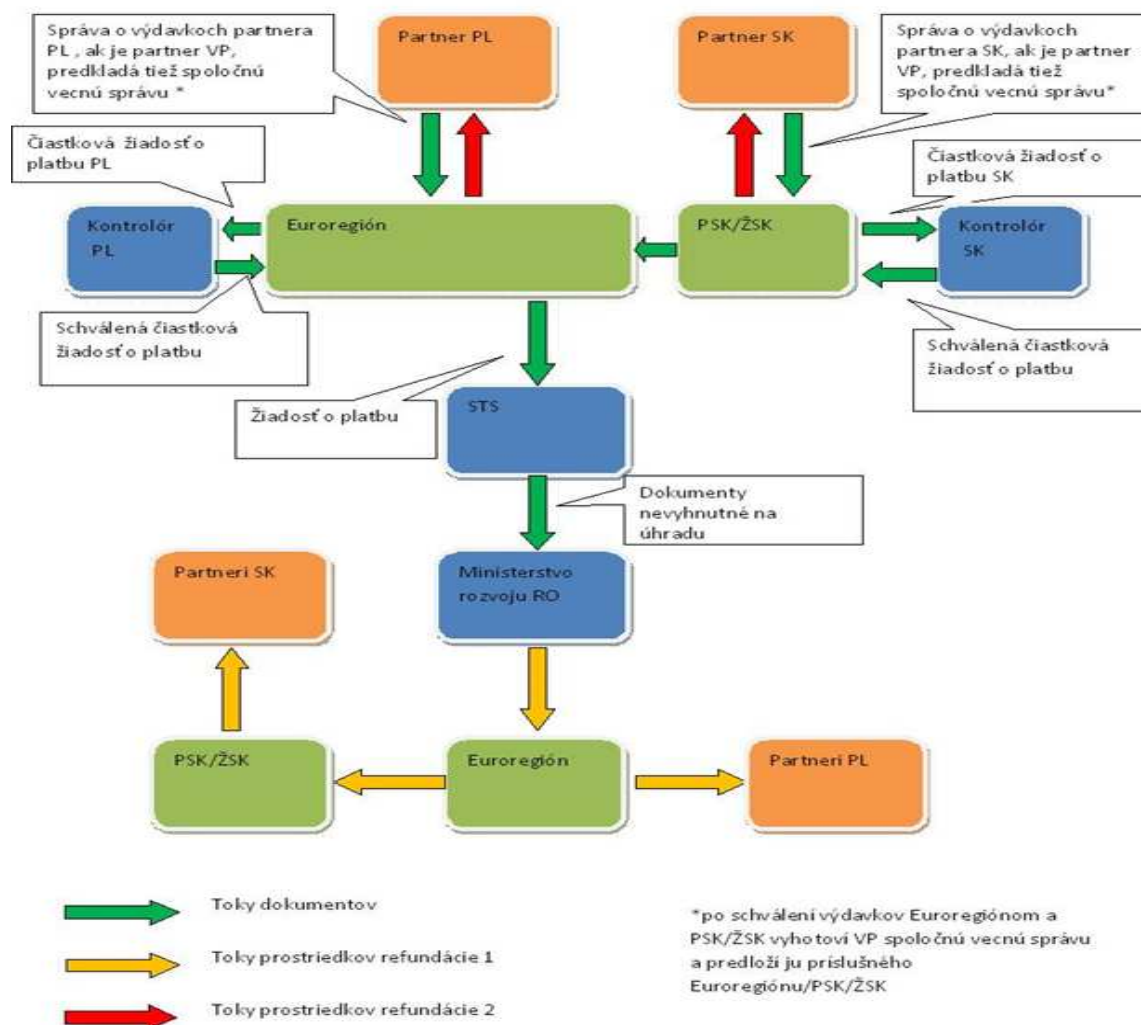 Správa o výdavkoch partnera
PL , ak je partner VP,
predkladá tiež spoločnú
vecnú správu *
Partner PL
Partner SK
Správa o výdavkoch
partnera SK, ak je partner
VP, predkladá tiež
spoločnú vecnú správu*
Čiastková žiadosť o
platbu PL
Čiastková žiadosť o
platbu SK
Kontrolór
PL
Euroregión
PSK/ŽSK
Kontrolór
SK
Schválená čiastková
žiadosť o platbu
Schválená čiastková
žiadosť o platbu
Žiadosť o platbu
STS
Dokumenty
nevyhnutné na
úhradu
Partneri SK
Ministerstvo
rozvoju RO
PSK/ŽSK
Euroregión
Partneri PL
Toky dokumentov
Toky prostriedkov refundácie 1
Toky prostriedkov refundácie 2
*po schválení výdavkov Euroregiónom a
PSK/ŽSK vyhotoví VP spoločnú vecnú správu
a predloží ju príslušného
Euroregiónu/PSK/ŽSK